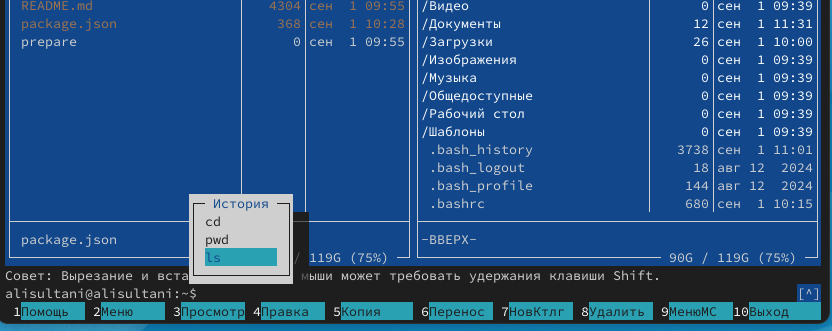 README.md 4304 сен 1 09:55
package.json 368 сен 1 10:28
prepare 0 сен 1 09:55
package.json
/ 119G (75%)
/Видео 0 сен 1 09:39
/Документы 12 сен 1 11:31
/Загрузки 26 сен 1 10:00
/Изображения 0 сен 1 09:39
/Музыка 0 сен 1 09:39
/Общедоступные 0 сен 1 09:39
/Рабочий стол 0 сен 1 09:39
/Шаблоны 0 сен 1 09:39
.bash_history 3738 сен 1 11:01
.bash_logout 18 авг 12 2024
.bash_profile 144 авг 12 2024
.bashrc 680 сен 1 10:15
-ВВЕРХ-
90G / 119G (75%)
История
cd
pwd
ls
Совет: Вырезание и вста мыши может требовать удержания клавиши Shift.
alisultani@alisultani:~$ [^]
1Помощь 2Меню 3Просмотр 4Правка 5Копия 6Перенос 7НовКтлг 8Удалить 9МенюMC 10Выход